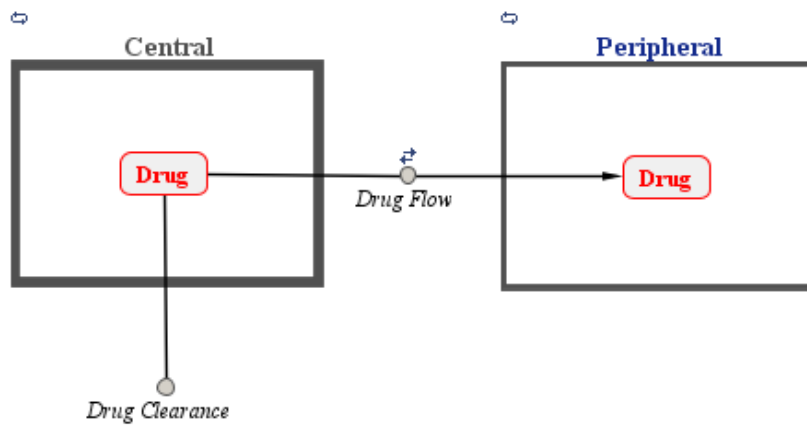 Central
Peripheral
Drug
Drug
Drug Flow
Drug Clearance